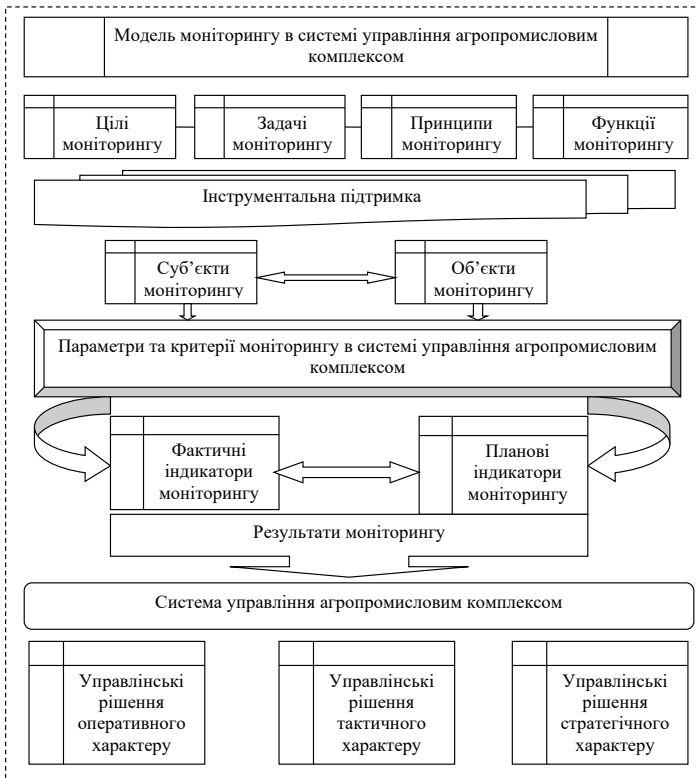 Модель моніторингу в системі управління агропромисловим
комплексом
Цілі
моніторингу
Задачі
моніторингу
Принципи
моніторингу
Функції
моніторингу
Інструментальна підтримка
Суб’єкти
моніторингу
Об’єкти
моніторингу
Параметри та критерії моніторингу в системі управління агропромисловим
комплексом
Фактичні
індикатори
моніторингу
Планові
індикатори
моніторингу
Результати моніторингу
Система управління агропромисловим комплексом
Управлінські
рішення
оперативного
характеру
Управлінські
рішення
тактичного
характеру
Управлінські
рішення
стратегічного
характеру